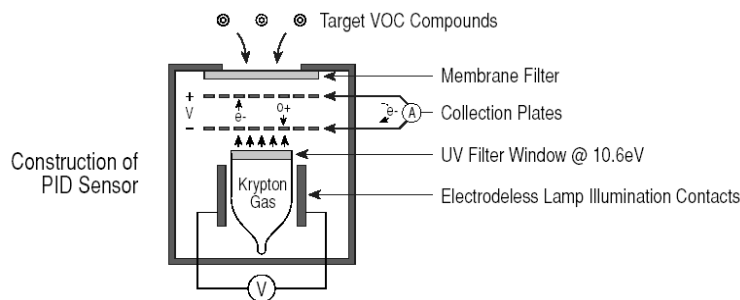 Target VOC Compounds
Membrane Filter
+
V
−
e-
o+
e-
A
Collection Plates
UV Filter Window @ 10.6eV
Construction of
PID Sensor
Krypton
Gas
Electrodeless Lamp Illumination Contacts
V